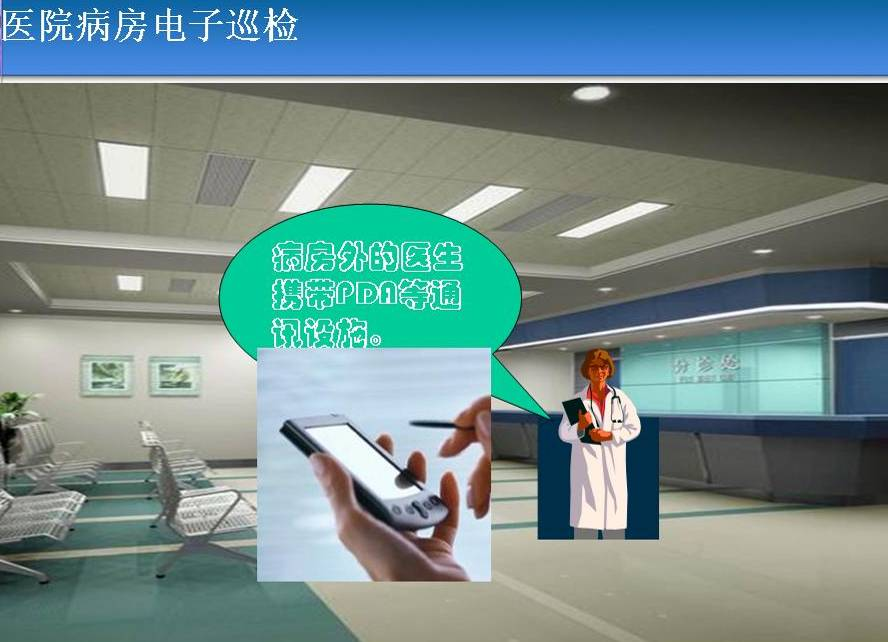 医院病房电子巡检
病房外的医生
携带PDA等通
讯设施。
分诊处